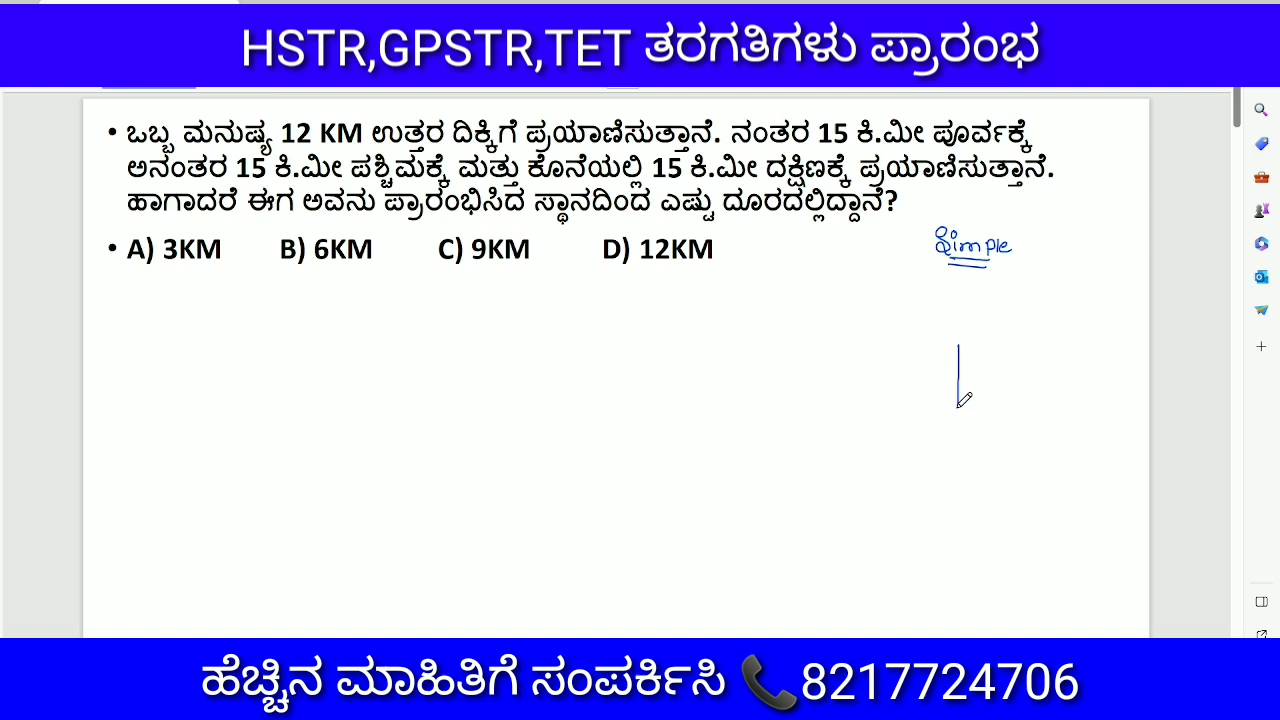 HSTR,GPSTR,TET ತರಗತಿಗಳು ಪ್ರಾರಂಭ
• ಒಬ್ಬ ಮನುಷ್ಯ 12 KM ಉತ್ತರ ದಿಕ್ಕಿಗೆ ಪ್ರಯಾಣಿಸುತ್ತಾನೆ. ನಂತರ 15 ಕಿ.ಮೀ ಪೂರ್ವಕ್ಕೆ
ಅನಂತರ 15 ಕಿ.ಮೀ ಪಶ್ಚಿಮಕ್ಕೆ ಮತ್ತು ಕೊನೆಯಲ್ಲಿ 15 ಕಿ.ಮೀ ದಕ್ಷಿಣಕ್ಕೆ ಪ್ರಯಾಣಿಸುತ್ತಾನೆ.
ಹಾಗಾದರೆ ಈಗ ಅವನು ಪ್ರಾರಂಭಿಸಿದ ಸ್ಥಾನದಿಂದ ಎಷ್ಟು ದೂರದಲ್ಲಿದ್ದಾನೆ?
• A) 3KM B) 6KM C) 9KM D) 12KM
Simple
ಹೆಚ್ಚಿನ ಮಾಹಿತಿಗೆ ಸಂಪರ್ಕಿಸಿ 📞8217724706